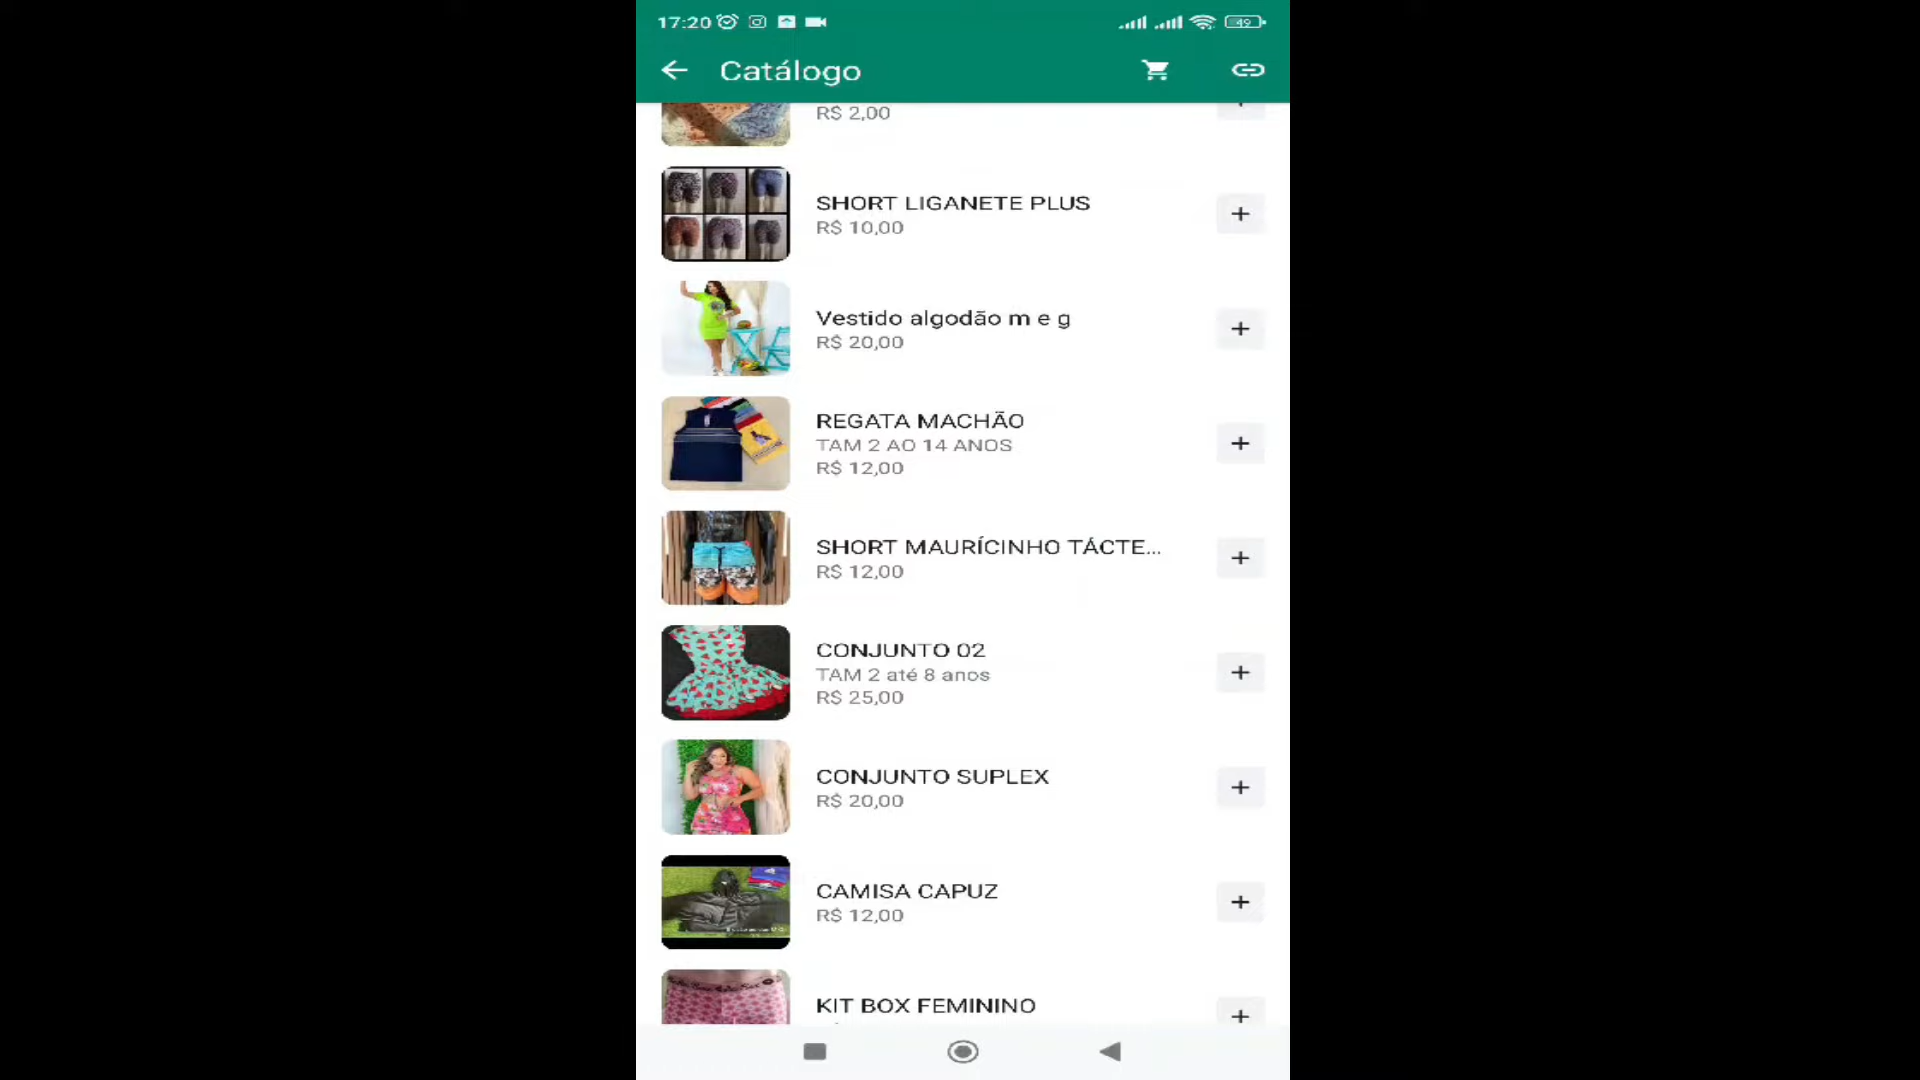 17:20
49
Catálogo
R$ 2,00
SHORT LIGANETE PLUS
R$ 10,00
Vestido algodão m e g
R$ 20,00
REGATA MACHÃO
TAM 2 AO 14 ANOS
R$ 12,00
SHORT MAURÍCINHO TÁCTE...
R$ 12,00
CONJUNTO 02
TAM 2 até 8 anos
R$ 25,00
CONJUNTO SUPLEX
R$ 20,00
CAMISA CAPUZ
R$ 12,00
KIT BOX FEMININO